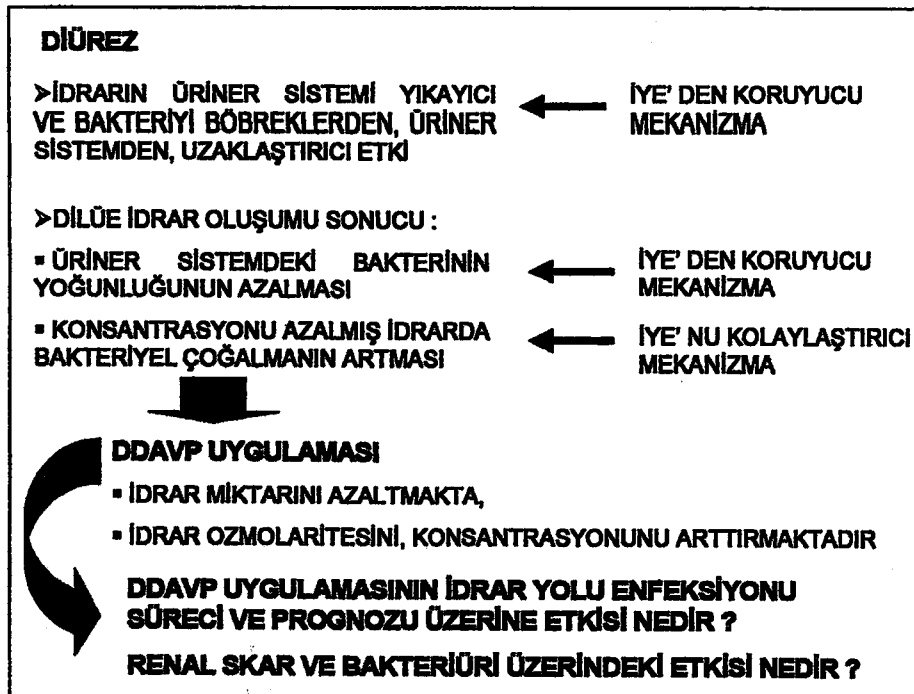 DİÜREZ
➢İDRARIN ÜRİNER SİSTEMİ YIKAYICI
VE BAKTERİYİ BÖBREKLERDEN, ÜRİNER
SİSTEMDEN, UZAKLAŞTIRICI ETKİ
İYE' DEN KORUYUCU
MEKANİZMA
➢DİLÜE İDRAR OLUŞUMU SONUCU :
▪ ÜRİNER SİSTEMDEKİ BAKTERİNİN
YOĞUNLUĞUNUN AZALMASI
İYE' DEN KORUYUCU
MEKANİZMA
▪ KONSANTRASYONU AZALMIŞ İDRARDA
BAKTERİYEL ÇOĞALMANIN ARTMASI
İYE' NU KOLAYLAŞTIRICI
MEKANİZMA
DDAVP UYGULAMASI
▪ İDRAR MİKTARINI AZALTMAKTA,
▪ İDRAR OZMOLARİTESİNİ, KONSANTRASYONUNU ARTTIRMAKTADIR
DDAVP UYGULAMASININ İDRAR YOLU ENFEKSİYONU
SÜRECİ VE PROGNOZU ÜZERİNE ETKİSİ NEDİR ?
RENAL SKAR VE BAKTERİÜRİ ÜZERİNDEKİ ETKİSİ NEDİR ?